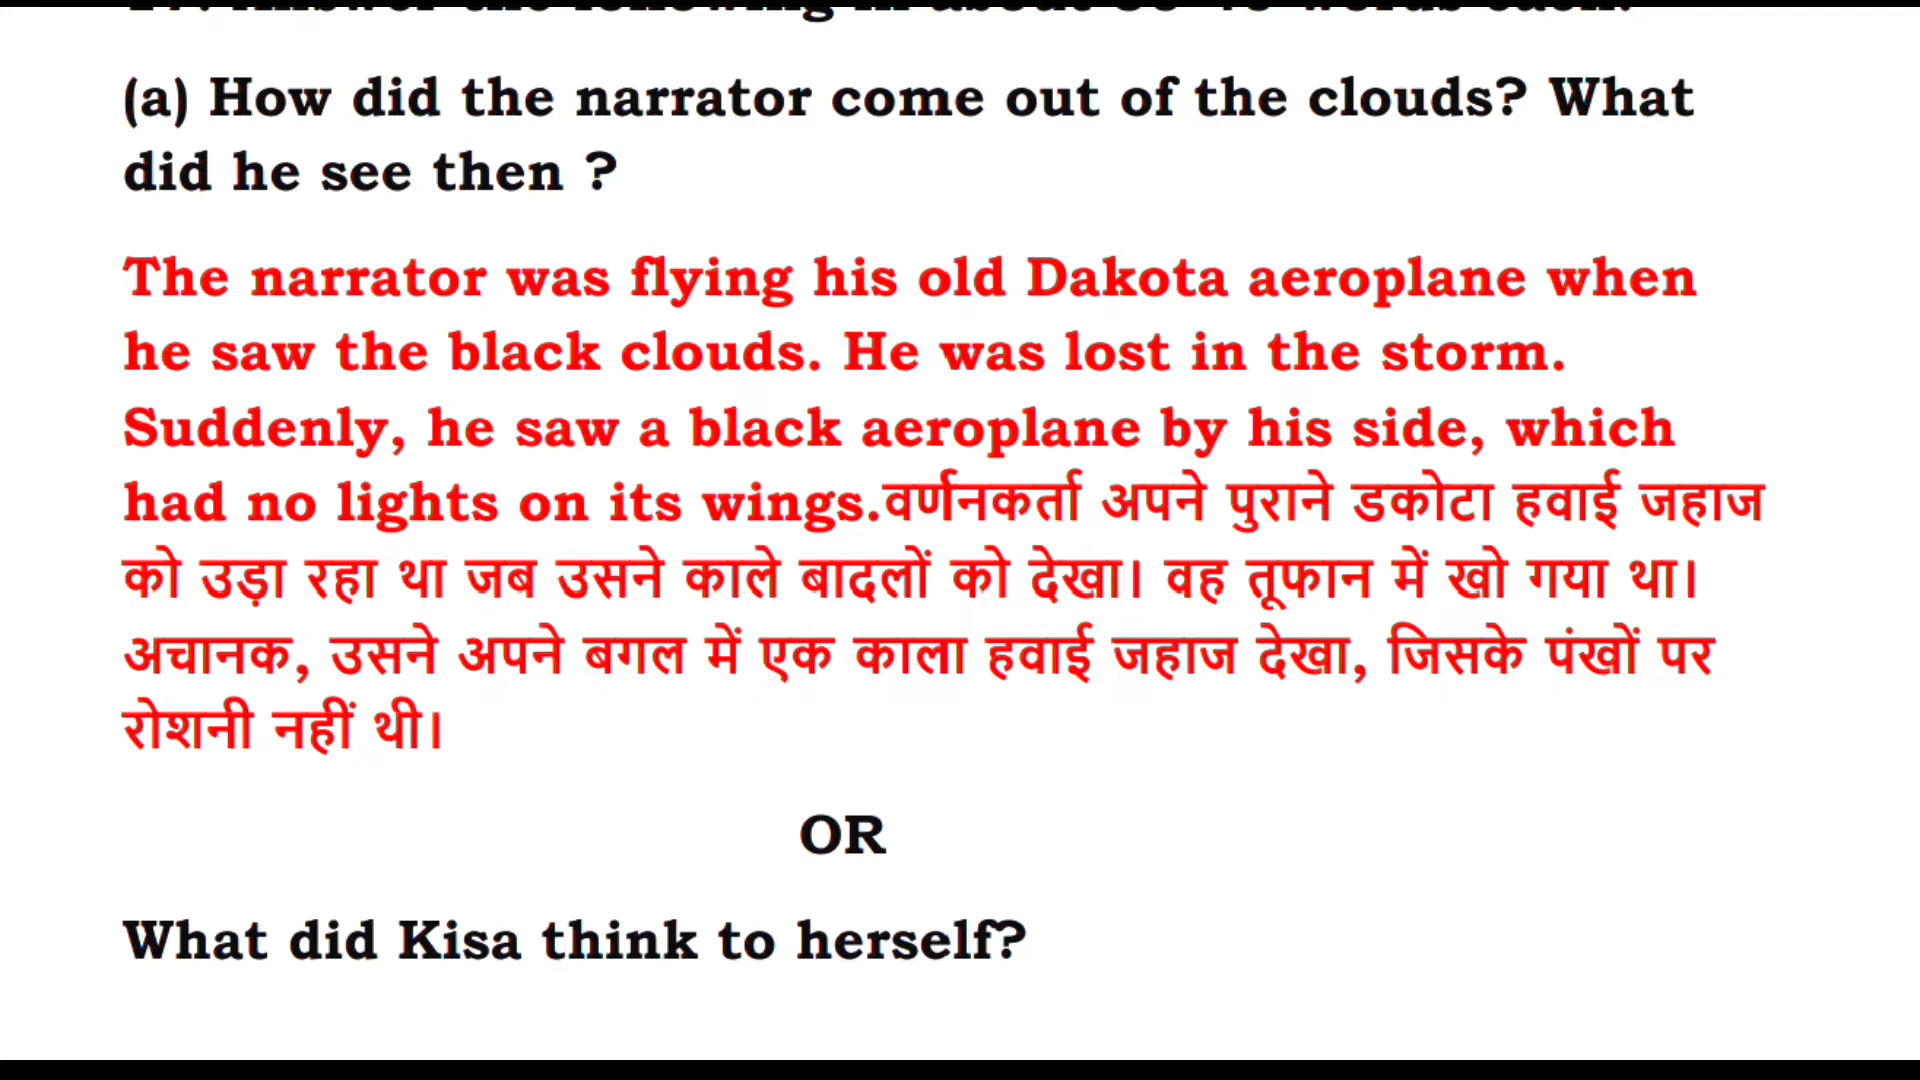 (a) How did the narrator come out of the clouds? What
did he see then ?
The narrator was flying his old Dakota aeroplane when
he saw the black clouds. He was lost in the storm.
Suddenly, he saw a black aeroplane by his side, which
had no lights on its wings.वर्णनकर्ता अपने पुराने डकोटा हवाई जहाज
को उड़ा रहा था जब उसने काले बादलों को देखा। वह तूफान में खो गया था।
अचानक, उसने अपने बगल में एक काला हवाई जहाज देखा, जिसके पंखों पर
रोशनी नहीं थी।
OR
What did Kisa think to herself?